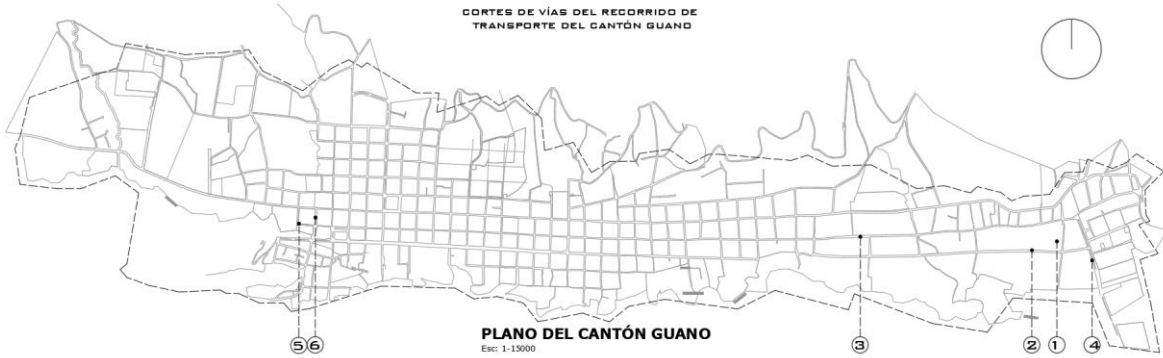 CORTES DE VÍAS DEL RECORRIDO DE
TRANSPORTE DEL CANTÓN GUANO
PLANO DEL CANTÓN GUANO
Esc: 1-15000
5 6 3 2 1 4